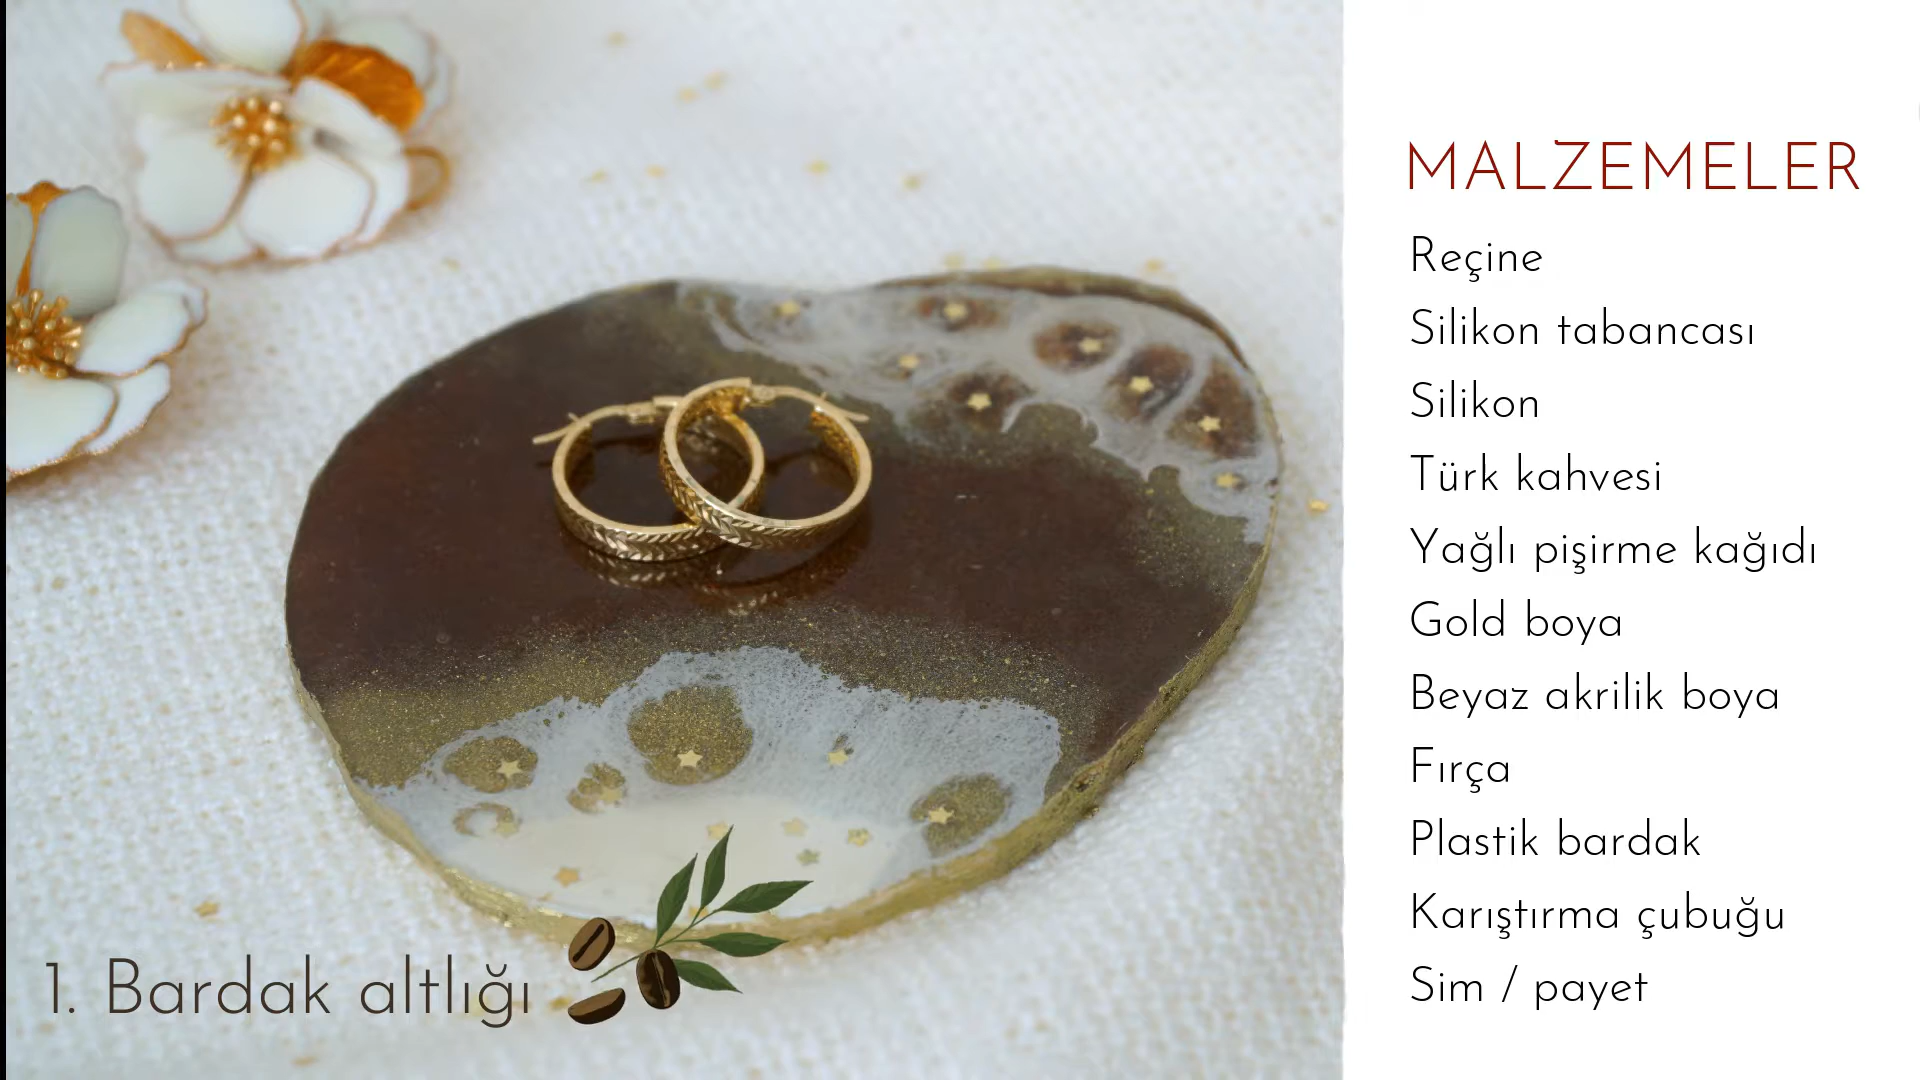 MALZEMELER
Reçine
Silikon tabancası
Silikon
Türk kahvesi
Yağlı pişirme kağıdı
Gold boya
Beyaz akrilik boya
Fırça
Plastik bardak
Karıştırma çubuğu
Sim / payet
1. Bardak altlığı